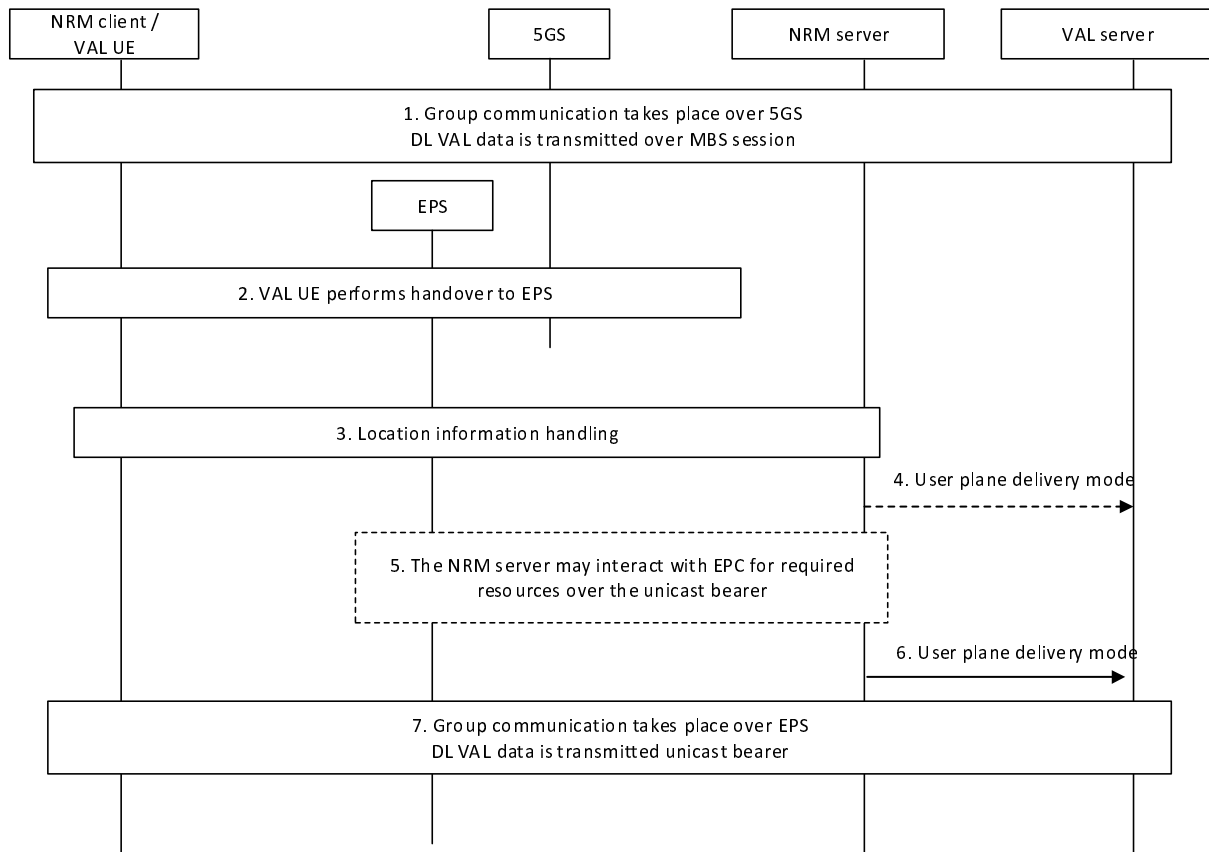 NRM client /
VAL UE
5GS
NRM server
VAL server
1. Group communication takes place over 5GS
DL VAL data is transmitted over MBS session
EPS
2. VAL UE performs handover to EPS
3. Location information handling
4. User plane delivery mode
5. The NRM server may interact with EPC for required
resources over the unicast bearer
6. User plane delivery mode
7. Group communication takes place over EPS
DL VAL data is transmitted unicast bearer